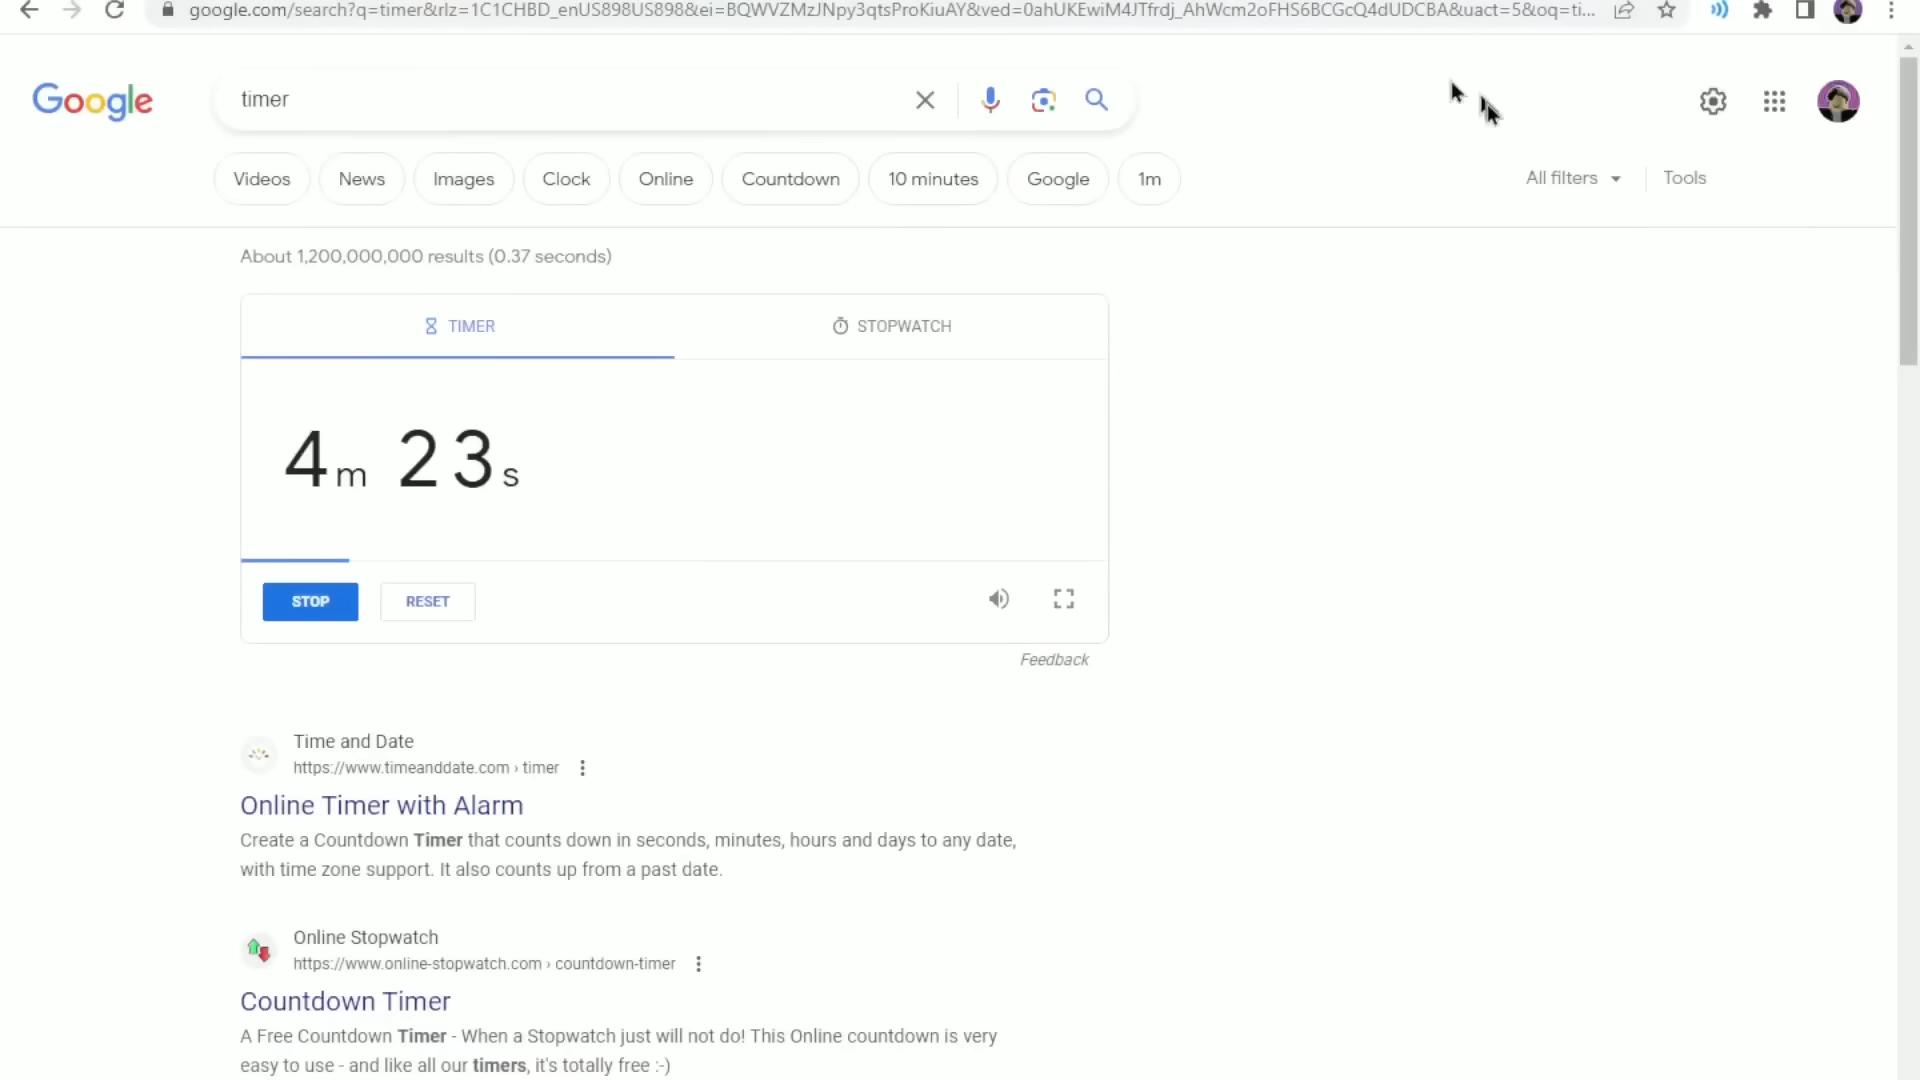 google.com/search?q=timer&rlz=1C1CHBD_enUS898US898&ei=BQWVZMzJNpy3qtsProKiuAY&ved=0ahUKEwiM4JTfrdj_AhWcm2oFHS6BCGcQ4dUDCBA&uact=5&oq=ti...
Google
timer
Videos
News
Images
Clock
Online
Countdown
10 minutes
Google
1m
All filters
Tools
About 1,200,000,000 results (0.37 seconds)
TIMER
STOPWATCH
4m 23s
STOP
RESET
Feedback
Time and Date
https://www.timeanddate.com › timer
Online Timer with Alarm
Create a Countdown Timer that counts down in seconds, minutes, hours and days to any date,
with time zone support. It also counts up from a past date.
Online Stopwatch
https://www.online-stopwatch.com › countdown-timer
Countdown Timer
A Free Countdown Timer - When a Stopwatch just will not do! This Online countdown is very
easy to use - and like all our timers, it's totally free :-)